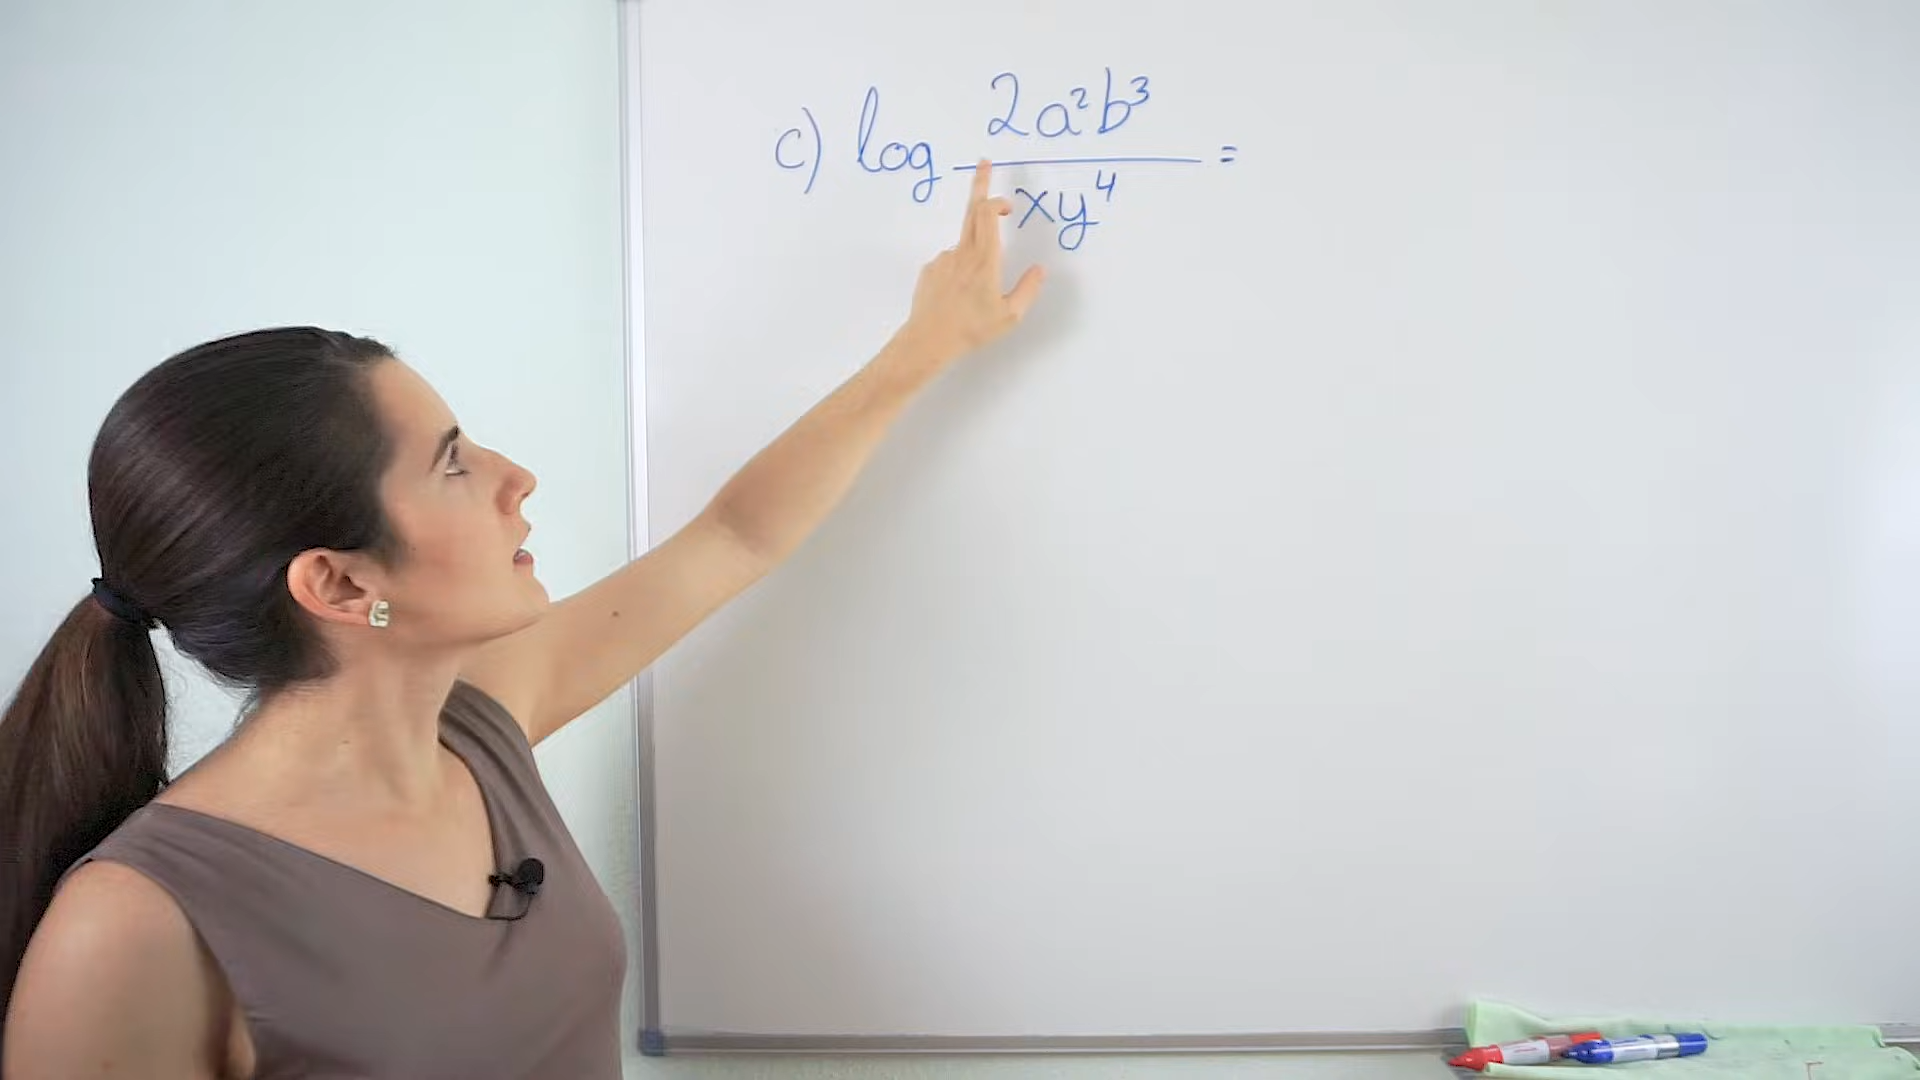 c) log 2a²b³ / xy⁴ =